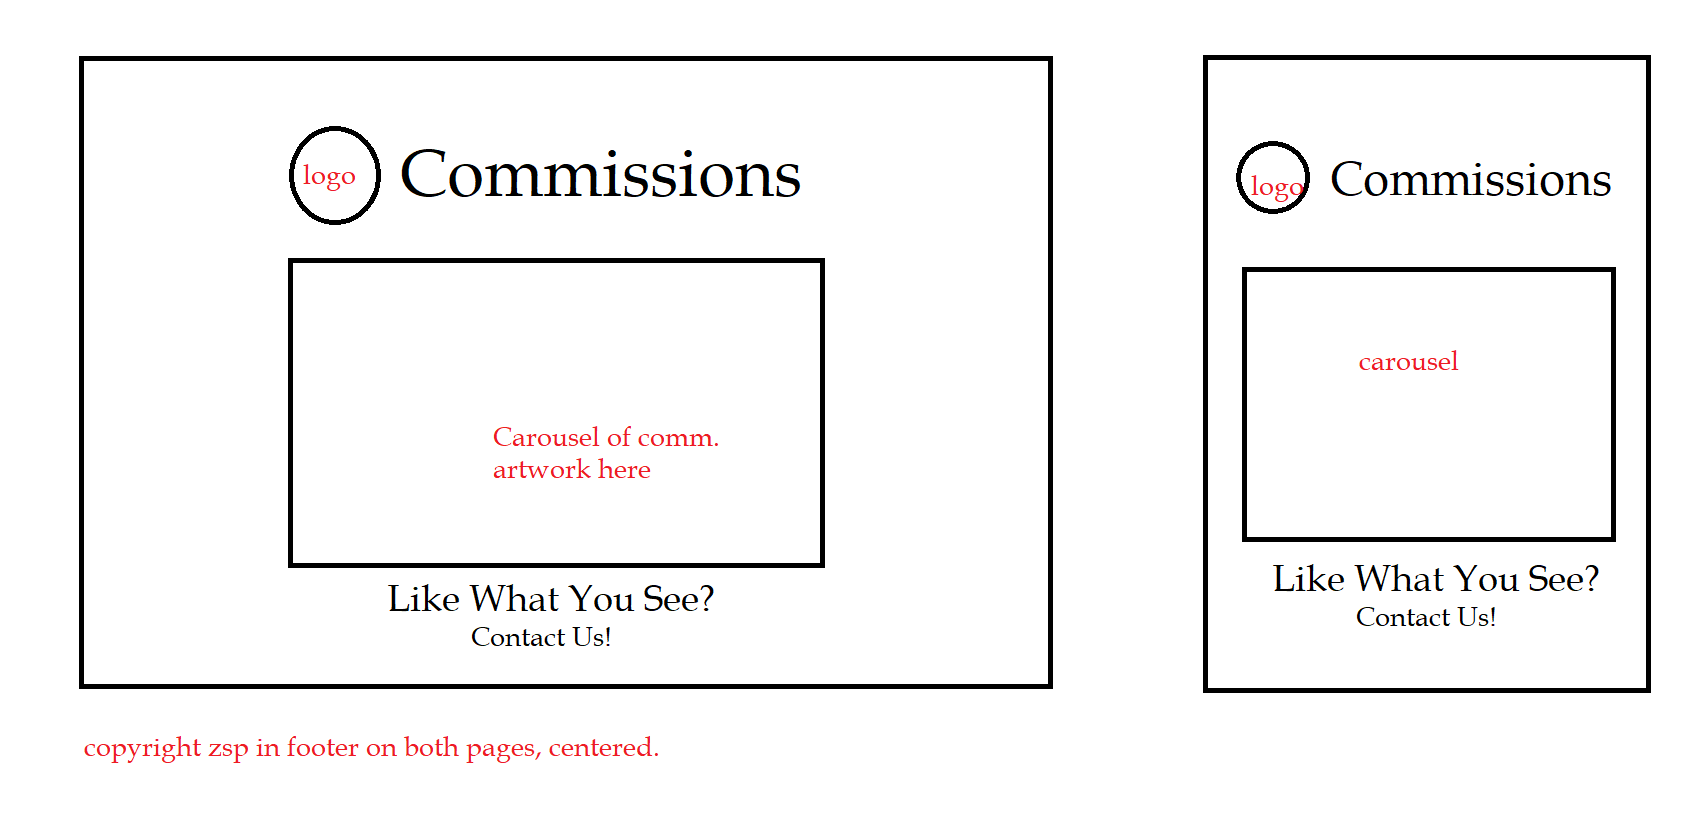 logo
Commissions
Carousel of comm.
artwork here
Like What You See?
Contact Us!
logo
Commissions
carousel
Like What You See?
Contact Us!
copyright zsp in footer on both pages, centered.